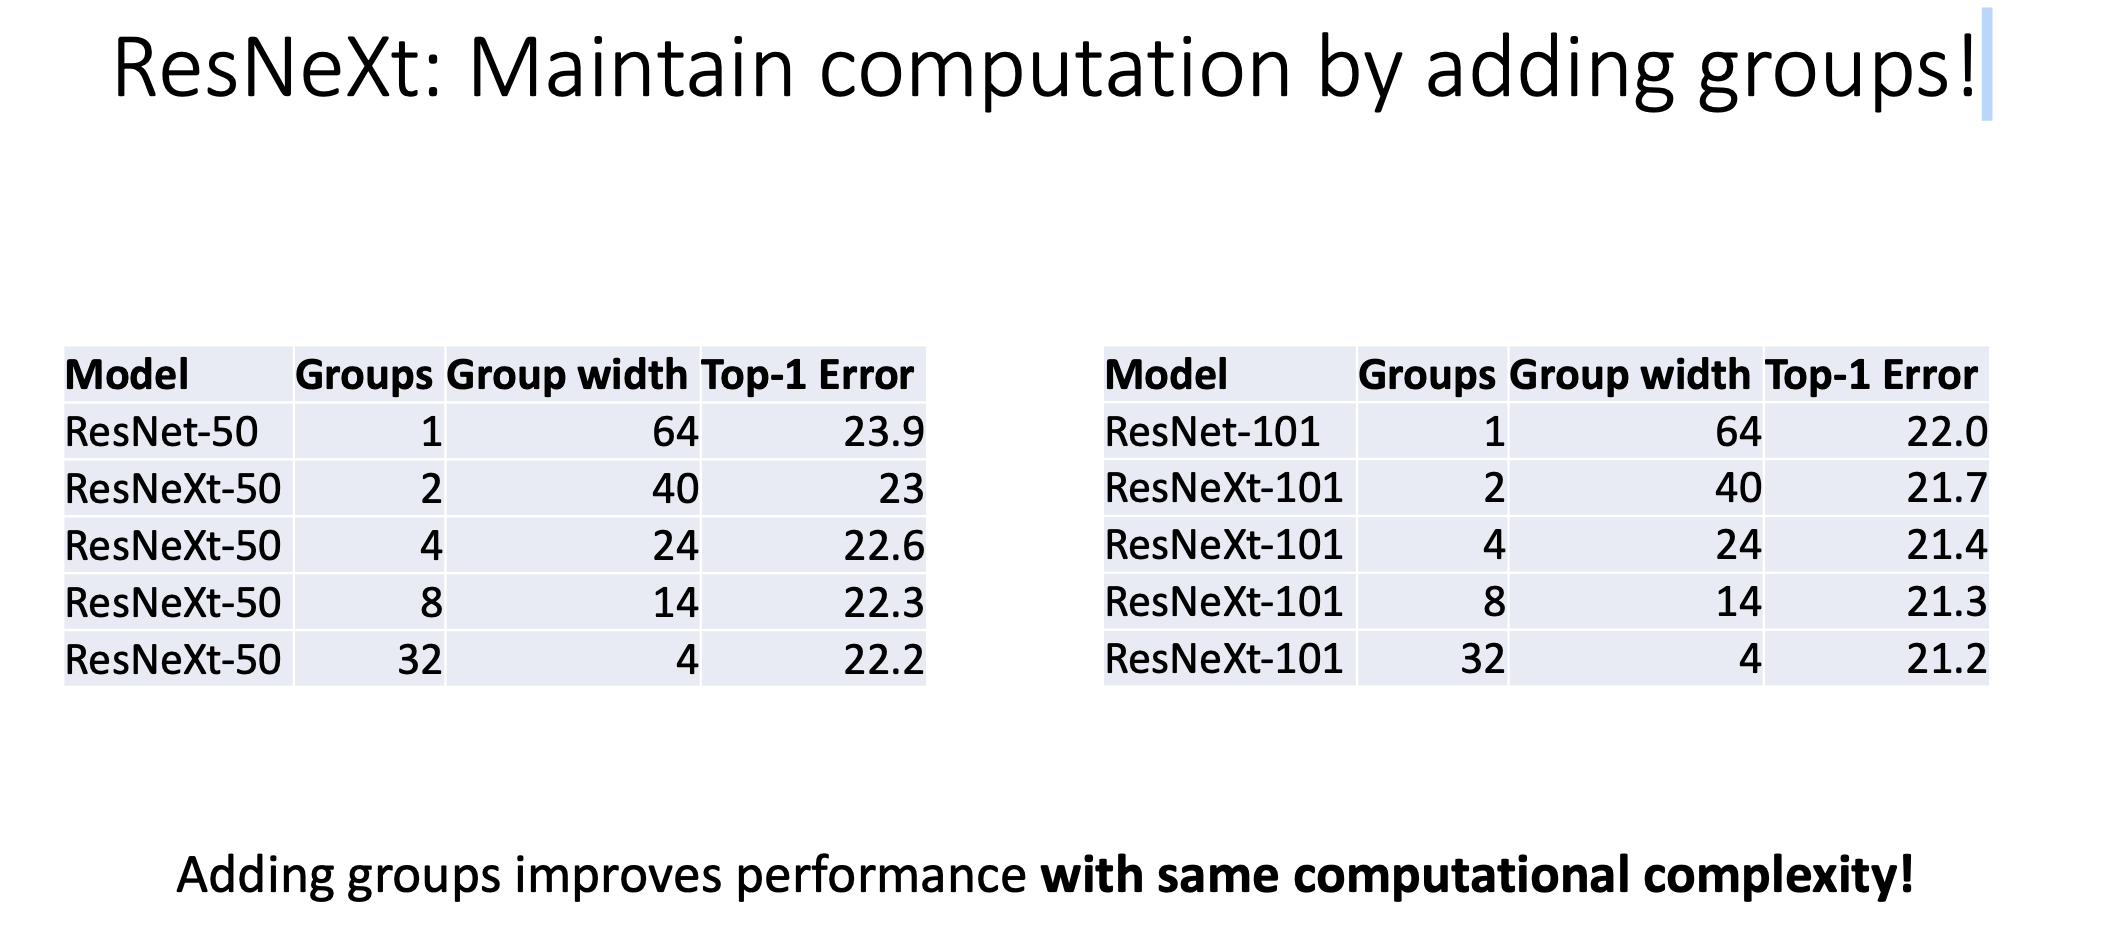 ResNeXt: Maintain computation by adding groups!
Model Groups Group width Top-1 Error
ResNet-50 1 64 23.9
ResNeXt-50 2 40 23
ResNeXt-50 4 24 22.6
ResNeXt-50 8 14 22.3
ResNeXt-50 32 4 22.2
Model Groups Group width Top-1 Error
ResNet-101 1 64 22.0
ResNeXt-101 2 40 21.7
ResNeXt-101 4 24 21.4
ResNeXt-101 8 14 21.3
ResNeXt-101 32 4 21.2
Adding groups improves performance with same computational complexity!